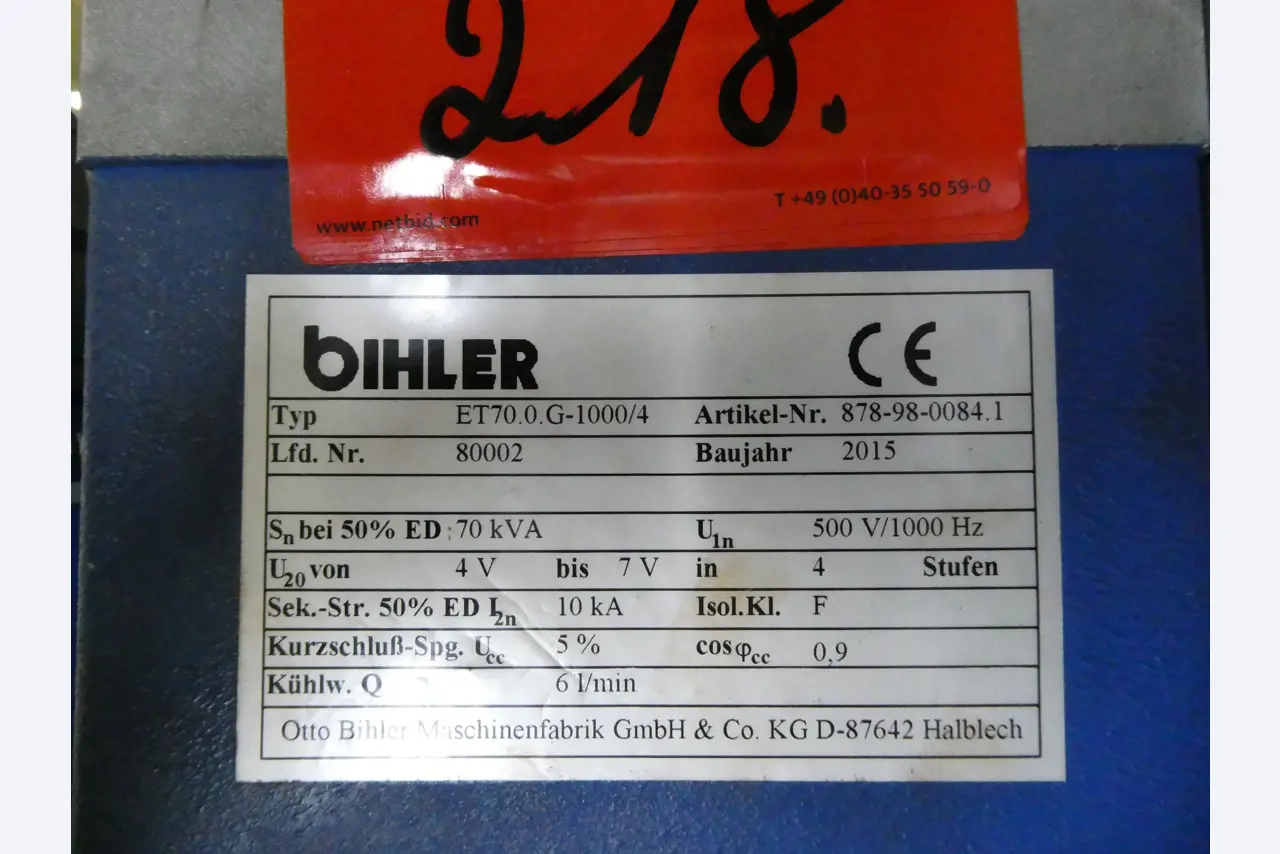 218.
www.netbid.com T +49 (0)40-35 50 59-0
bIHLER CE
Typ ET70.0.G-1000/4 Artikel-Nr. 878-98-0084.1
Lfd. Nr. 80002 Baujahr 2015
Sn bei 50% ED : 70 kVA U1n 500 V/1000 Hz
U20 von 4 V bis 7 V in 4 Stufen
Sek.-Str. 50% ED I2n 10 kA Isol.Kl. F
Kurzschluß-Spg. Ucc 5 % cosφcc 0,9
Kühlw. Q 6 l/min
Otto Bihler Maschinenfabrik GmbH & Co. KG D-87642 Halblech